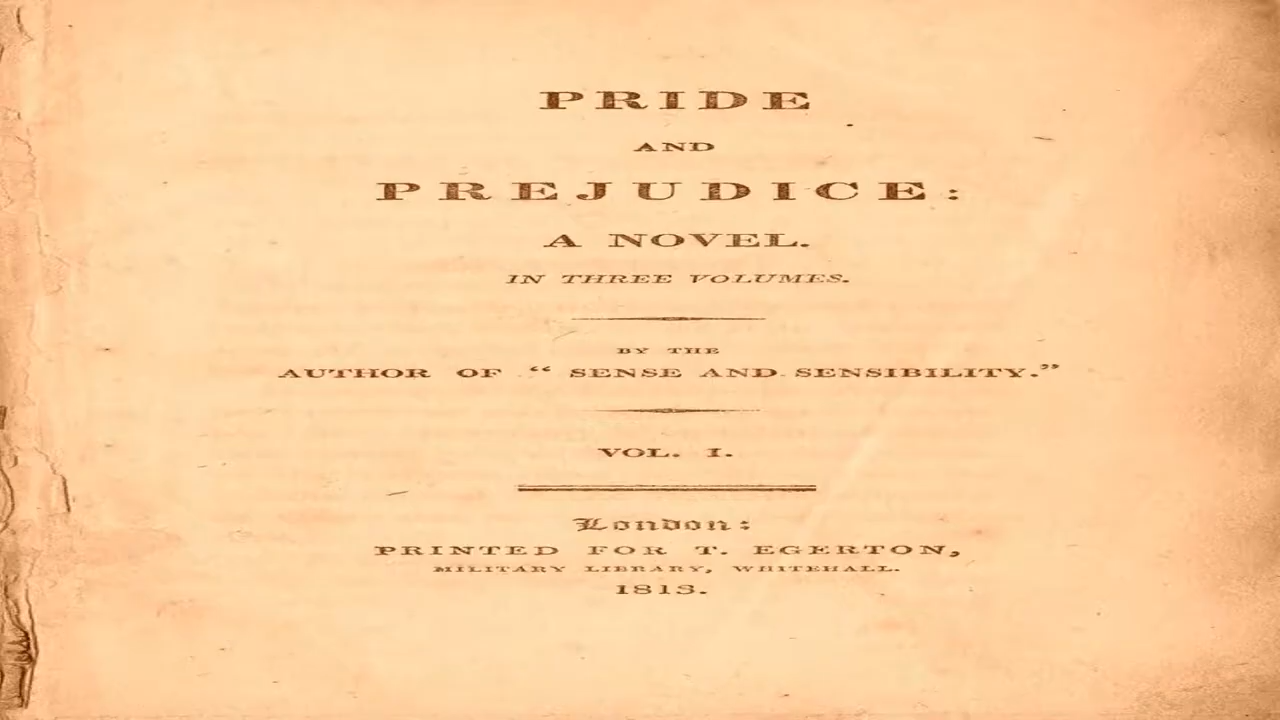 PRIDE
AND
PREJUDICE:
A NOVEL.
IN THREE VOLUMES.
BY THE
AUTHOR OF “ SENSE AND SENSIBILITY.”
VOL. I.
London:
PRINTED FOR T. EGERTON,
MILITARY LIBRARY, WHITEHALL.
1813.